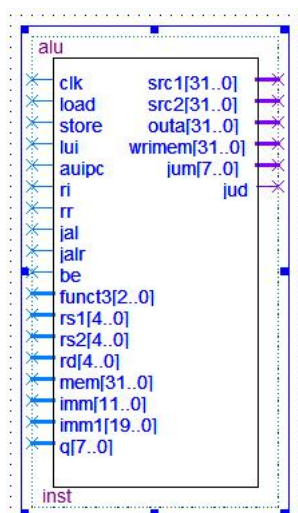 alu
clk src1[31..0]
load src2[31..0]
store outa[31..0]
lui wrimem[31..0]
auipc jum[7..0]
ri jud
rr
jal
jalr
be
funct3[2..0]
rs1[4..0]
rs2[4..0]
rd[4..0]
mem[31..0]
imm[11..0]
imm1[19..0]
q[7..0]
inst